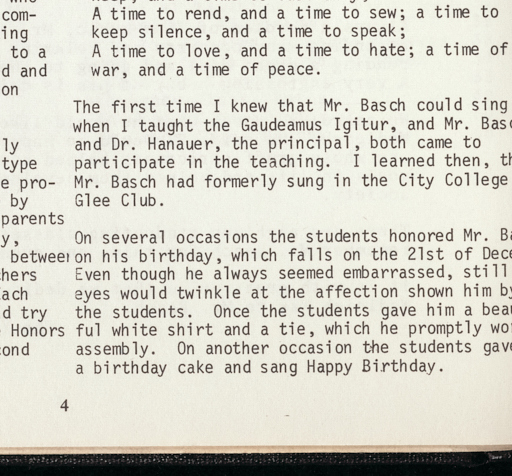 com-
ing
to a
d and
on
ly
type
e pro-
by
parents
y,
between
hers
ach
d try
Honors
cond
A time to rend, and a time to sew; a time to
keep silence, and a time to speak;
A time to love, and a time to hate; a time of
war, and a time of peace.
The first time I knew that Mr. Basch could sing
when I taught the Gaudeamus Igitur, and Mr. Basc
and Dr. Hanauer, the principal, both came to
participate in the teaching. I learned then, th
Mr. Basch had formerly sung in the City College
Glee Club.
On several occasions the students honored Mr. Ba
on his birthday, which falls on the 21st of Dece
Even though he always seemed embarrassed, still
eyes would twinkle at the affection shown him by
the students. Once the students gave him a beau
ful white shirt and a tie, which he promptly wo
assembly. On another occasion the students gave
a birthday cake and sang Happy Birthday.
4